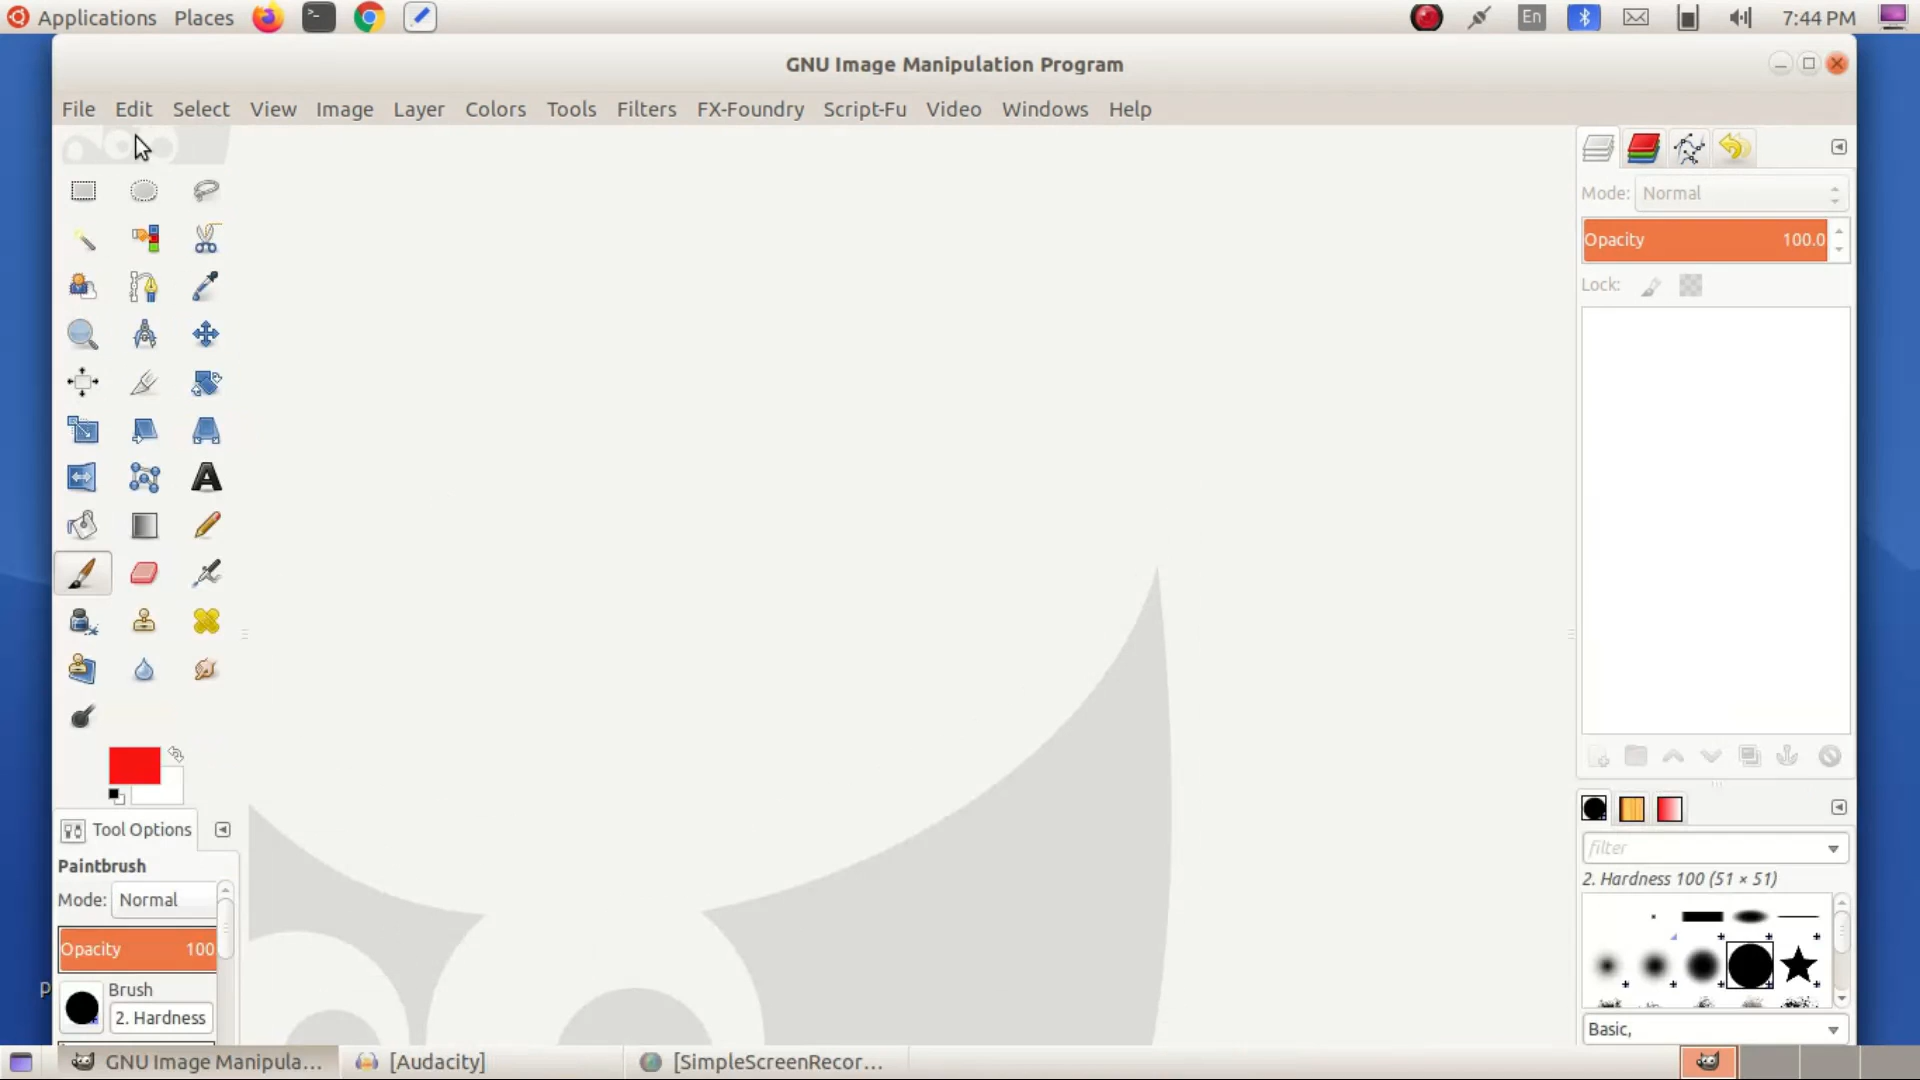 Applications Places En 7:44 PM
GNU Image Manipulation Program
File Edit Select View Image Layer Colors Tools Filters FX-Foundry Script-Fu Video Windows Help
Mode: Normal
Opacity 100.0
Lock:
Tool Options
Paintbrush
Mode: Normal
Opacity 100
Brush
2. Hardness
filter
2. Hardness 100 (51 × 51)
Basic,
p
GNU Image Manipula... [Audacity] [SimpleScreenRecor...